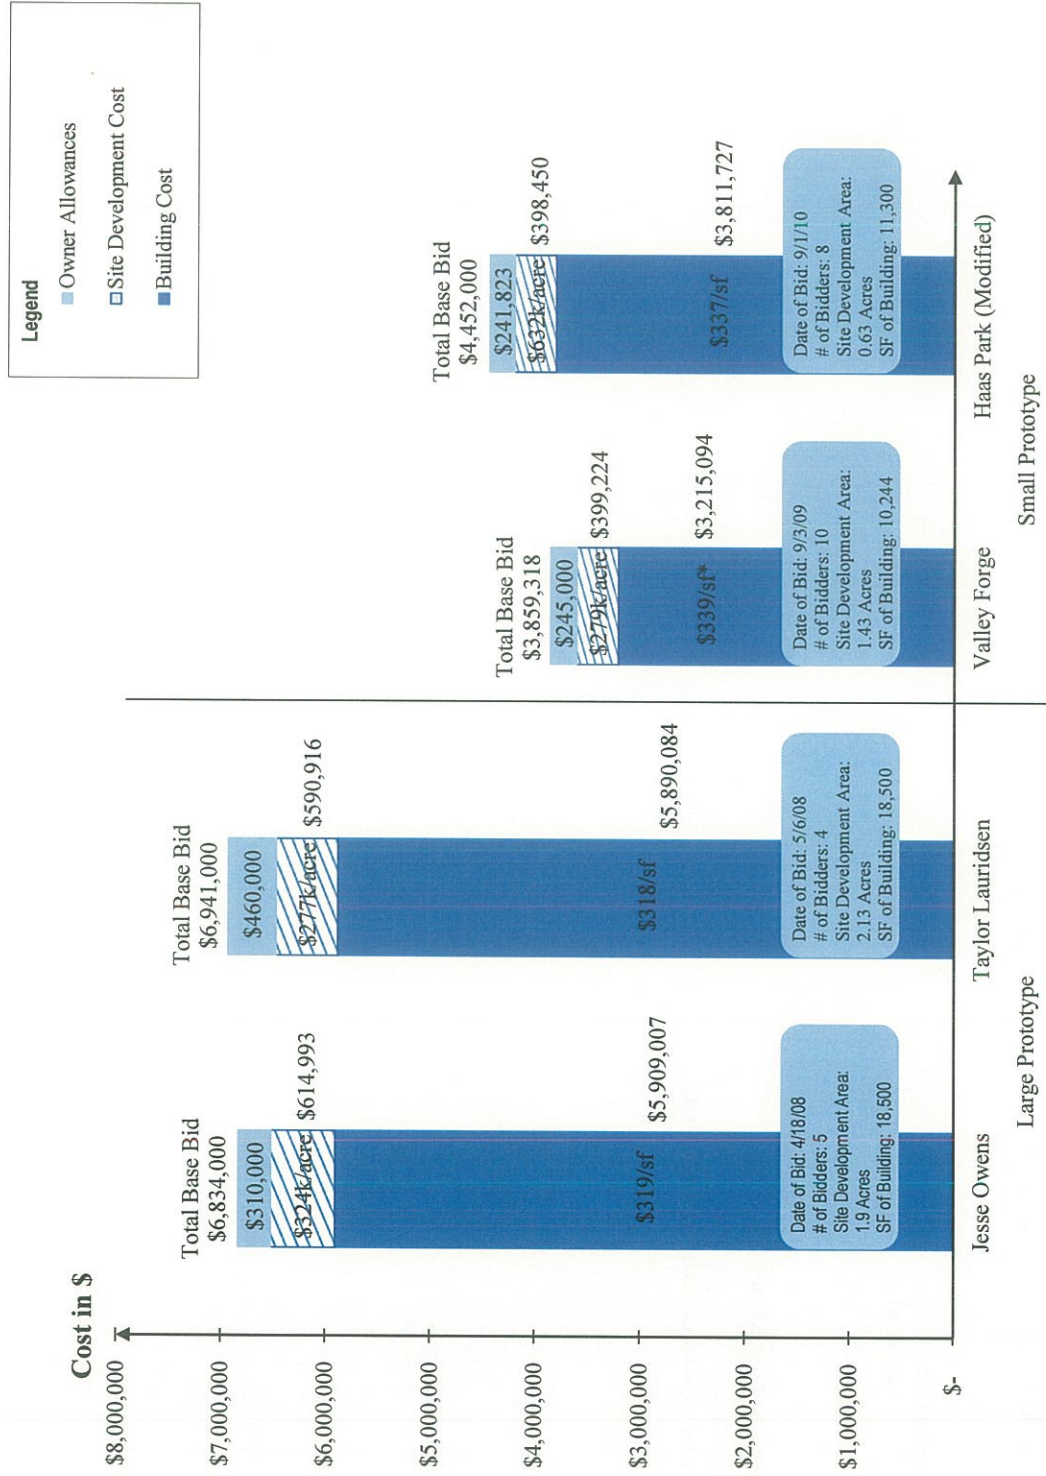 Legend
Owner Allowances
Site Development Cost
Building Cost
Cost in $
$8,000,000
$7,000,000
$6,000,000
$5,000,000
$4,000,000
$3,000,000
$2,000,000
$1,000,000
$-
Total Base Bid
$6,834,000
$310,000
$324k/acre
$614,993
$319/sf
$5,909,007
Date of Bid: 4/18/08
# of Bidders: 5
Site Development Area:
1.9 Acres
SF of Building: 18,500
Jesse Owens
Total Base Bid
$6,941,000
$460,000
$277k/acre
$590,916
$318/sf
$5,890,084
Date of Bid: 5/6/08
# of Bidders: 4
Site Development Area:
2.13 Acres
SF of Building: 18,500
Taylor Lauridsen
Large Prototype
Total Base Bid
$3,859,318
$245,000
$279k/acre
$399,224
$339/sf*
$3,215,094
Date of Bid: 9/3/09
# of Bidders: 10
Site Development Area:
1.43 Acres
SF of Building: 10,244
Valley Forge
Total Base Bid
$4,452,000
$241,823
$632k/acre
$398,450
$337/sf
$3,811,727
Date of Bid: 9/1/10
# of Bidders: 8
Site Development Area:
0.63 Acres
SF of Building: 11,300
Haas Park (Modified)
Small Prototype